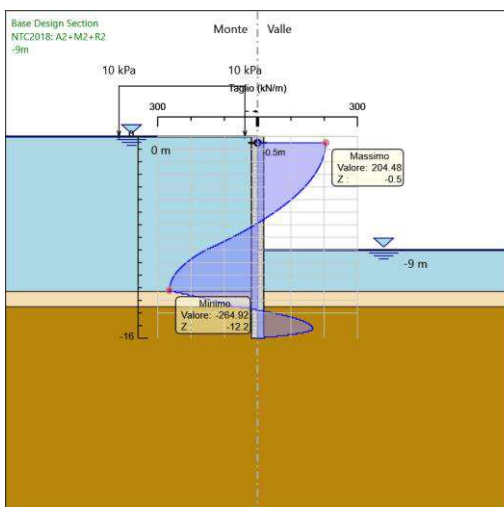 Base Design Section
NTC2018: A2+M2+R2
-9m
Monte Valle
10 kPa 10 kPa
Taglio (kN/m)
300 300
0 m
-0.5m
Massimo
Valore: 204.48
Z : -0.5
-9 m
Minimo
Valore: -264.92
Z : -12.2
-16